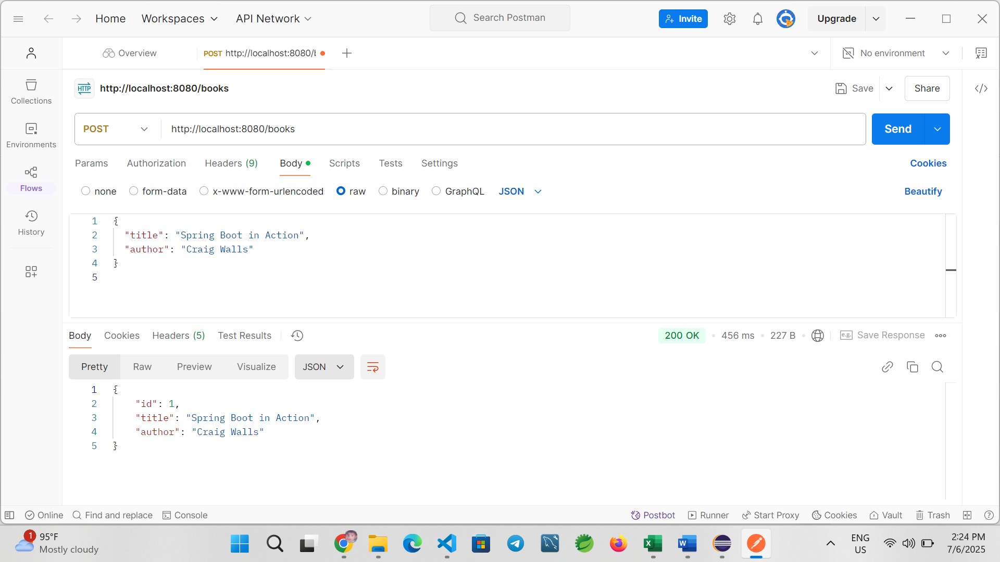 Home Workspaces API Network Search Postman Invite Upgrade
Overview POST http://localhost:8080/b No environment
HTTP http://localhost:8080/books Save Share
POST http://localhost:8080/books Send
Params Authorization Headers (9) Body Scripts Tests Settings Cookies
none form-data x-www-form-urlencoded raw binary GraphQL JSON Beautify
Collections
Environments
Flows
History
1 {
2 "title": "Spring Boot in Action",
3 "author": "Craig Walls"
4 }
5
Body Cookies Headers (5) Test Results 200 OK 456 ms 227 B e.g. Save Response
Pretty Raw Preview Visualize JSON
1 {
2 "id": 1,
3 "title": "Spring Boot in Action",
4 "author": "Craig Walls"
5 }
Online Find and replace Console Postbot Runner Start Proxy Cookies Vault Trash
1 95°F
Mostly cloudy
ENG
US
2:24 PM
7/6/2025